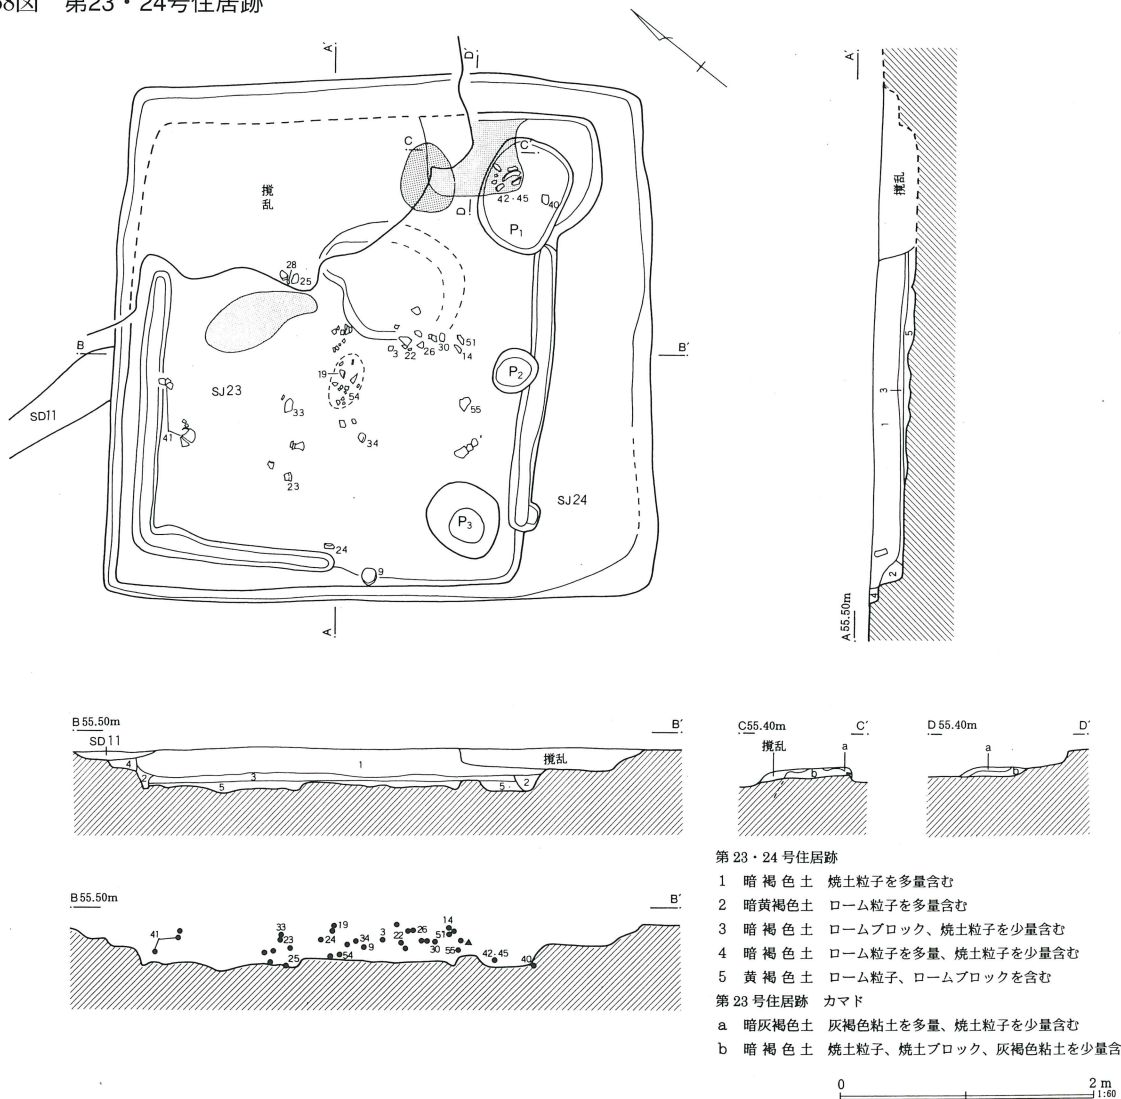 8図 第23・24号住居跡
A′
D′
A′
C
C′
撹乱
42・45
40
D
P1
撹乱
28
25
B
B′
3
22
26
30
51
14
19
54
P2
SJ23
SD11
33
55
41
34
23
P3
SJ24
24
9
A
5
3
1
2
4
A 55.50m
B 55.50m
B′
SD 11
4
2
3
1
撹乱
5
5
2
C 55.40m
C′
撹乱
a
b
D 55.40m
D′
a
b
B 55.50m
B′
41
33
23
25
19
24
34
9
54
3
22
26
14
51
30
55
42・45
40
第 23・24 号住居跡
1 暗 褐 色 土 焼土粒子を多量含む
2 暗黄褐色土 ローム粒子を多量含む
3 暗 褐 色 土 ロームブロック、焼土粒子を少量含む
4 暗 褐 色 土 ローム粒子を多量、焼土粒子を少量含む
5 黄 褐 色 土 ローム粒子、ロームブロックを含む
第 23 号住居跡 カマド
a 暗灰褐色土 灰褐色粘土を多量、焼土粒子を少量含む
b 暗 褐 色 土 焼土粒子、焼土ブロック、灰褐色粘土を少量含
0 2 m
1:60